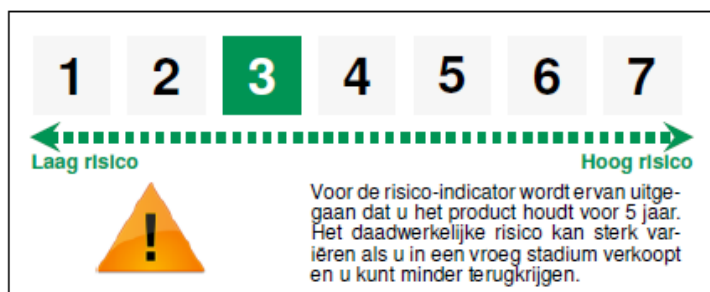 1 2 3 4 5 6 7
Laag risico Hoog risico
!
Voor de risico-indicator wordt ervan uitge-
gaan dat u het product houdt voor 5 jaar.
Het daadwerkelijke risico kan sterk var-
iëren als u in een vroeg stadium verkoopt
en u kunt minder terugkrijgen.